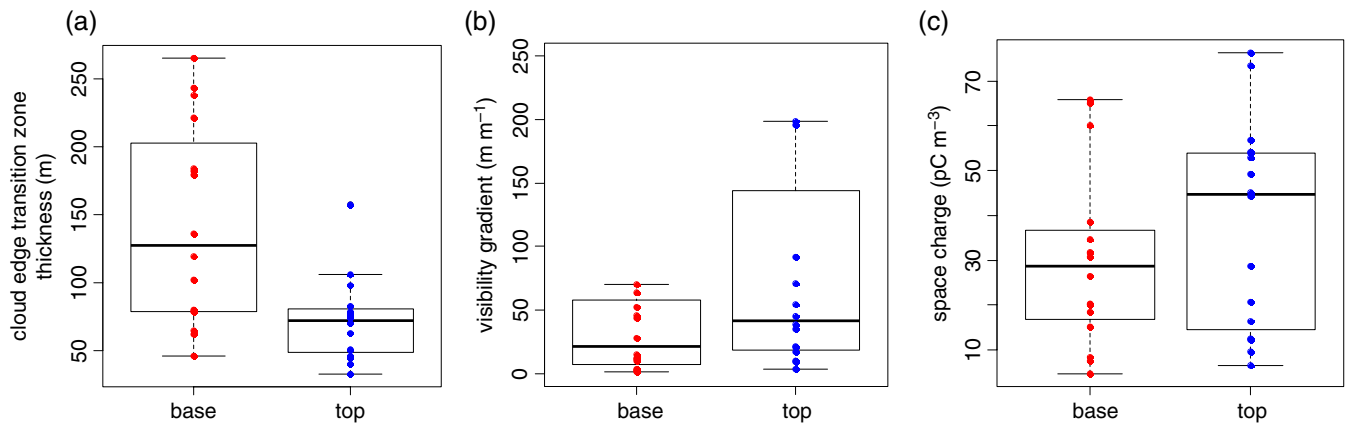 (a)
cloud edge transition zone
thickness (m)
50 100 150 200 250
base top
(b)
visibility gradient (m m⁻¹)
0 50 100 150 200 250
base top
(c)
space charge (pC m⁻³)
10 30 50 70
base top